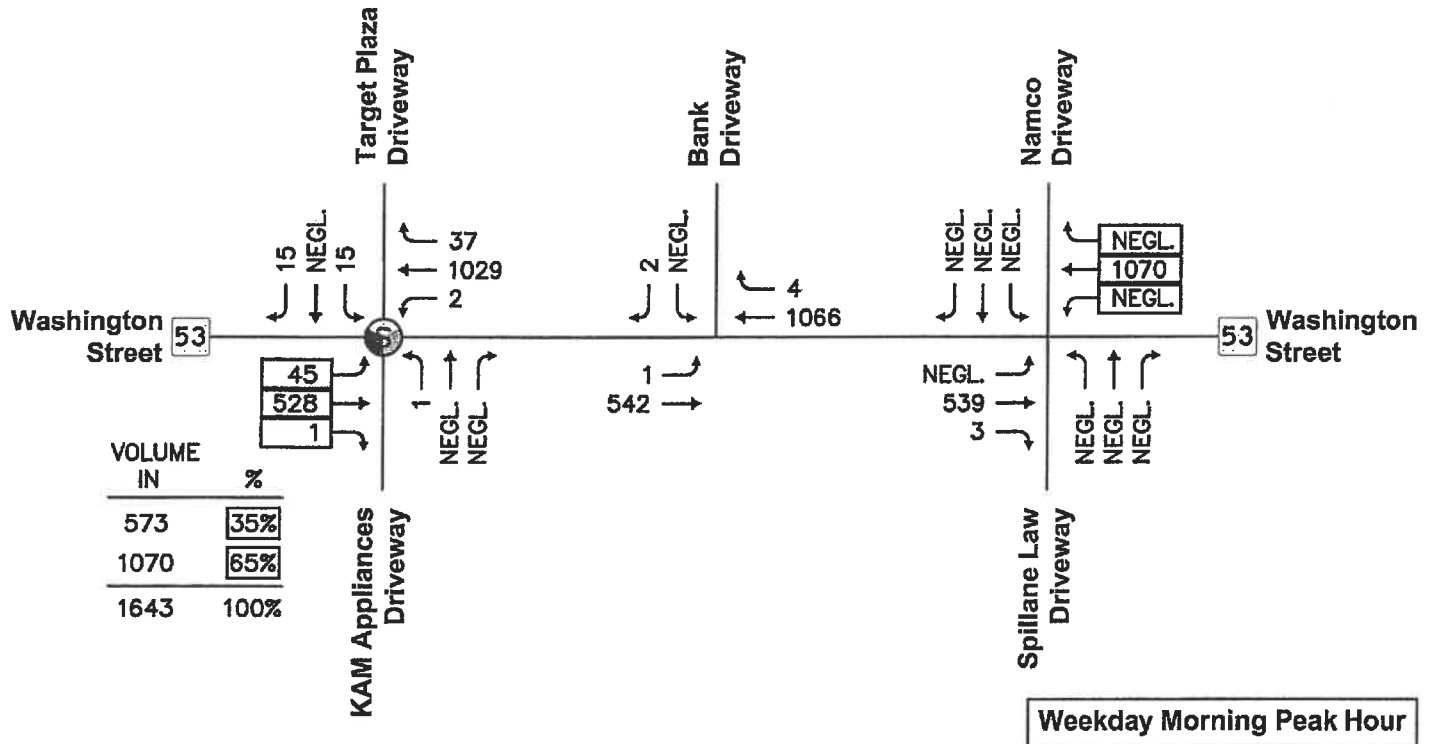 Target Plaza
Driveway
Bank
Driveway
Namco
Driveway
15
NEGL.
15
37
1029
2
2
NEGL.
4
1066
NEGL.
NEGL.
NEGL.
NEGL.
1070
NEGL.
Washington
Street
53
S
53
Washington
Street
45
528
1
1
NEGL.
NEGL.
1
542
NEGL.
539
3
NEGL.
NEGL.
NEGL.
VOLUME
IN %
573 35%
1070 65%
1643 100%
KAM Appliances
Driveway
Spillane Law
Driveway
Weekday Morning Peak Hour